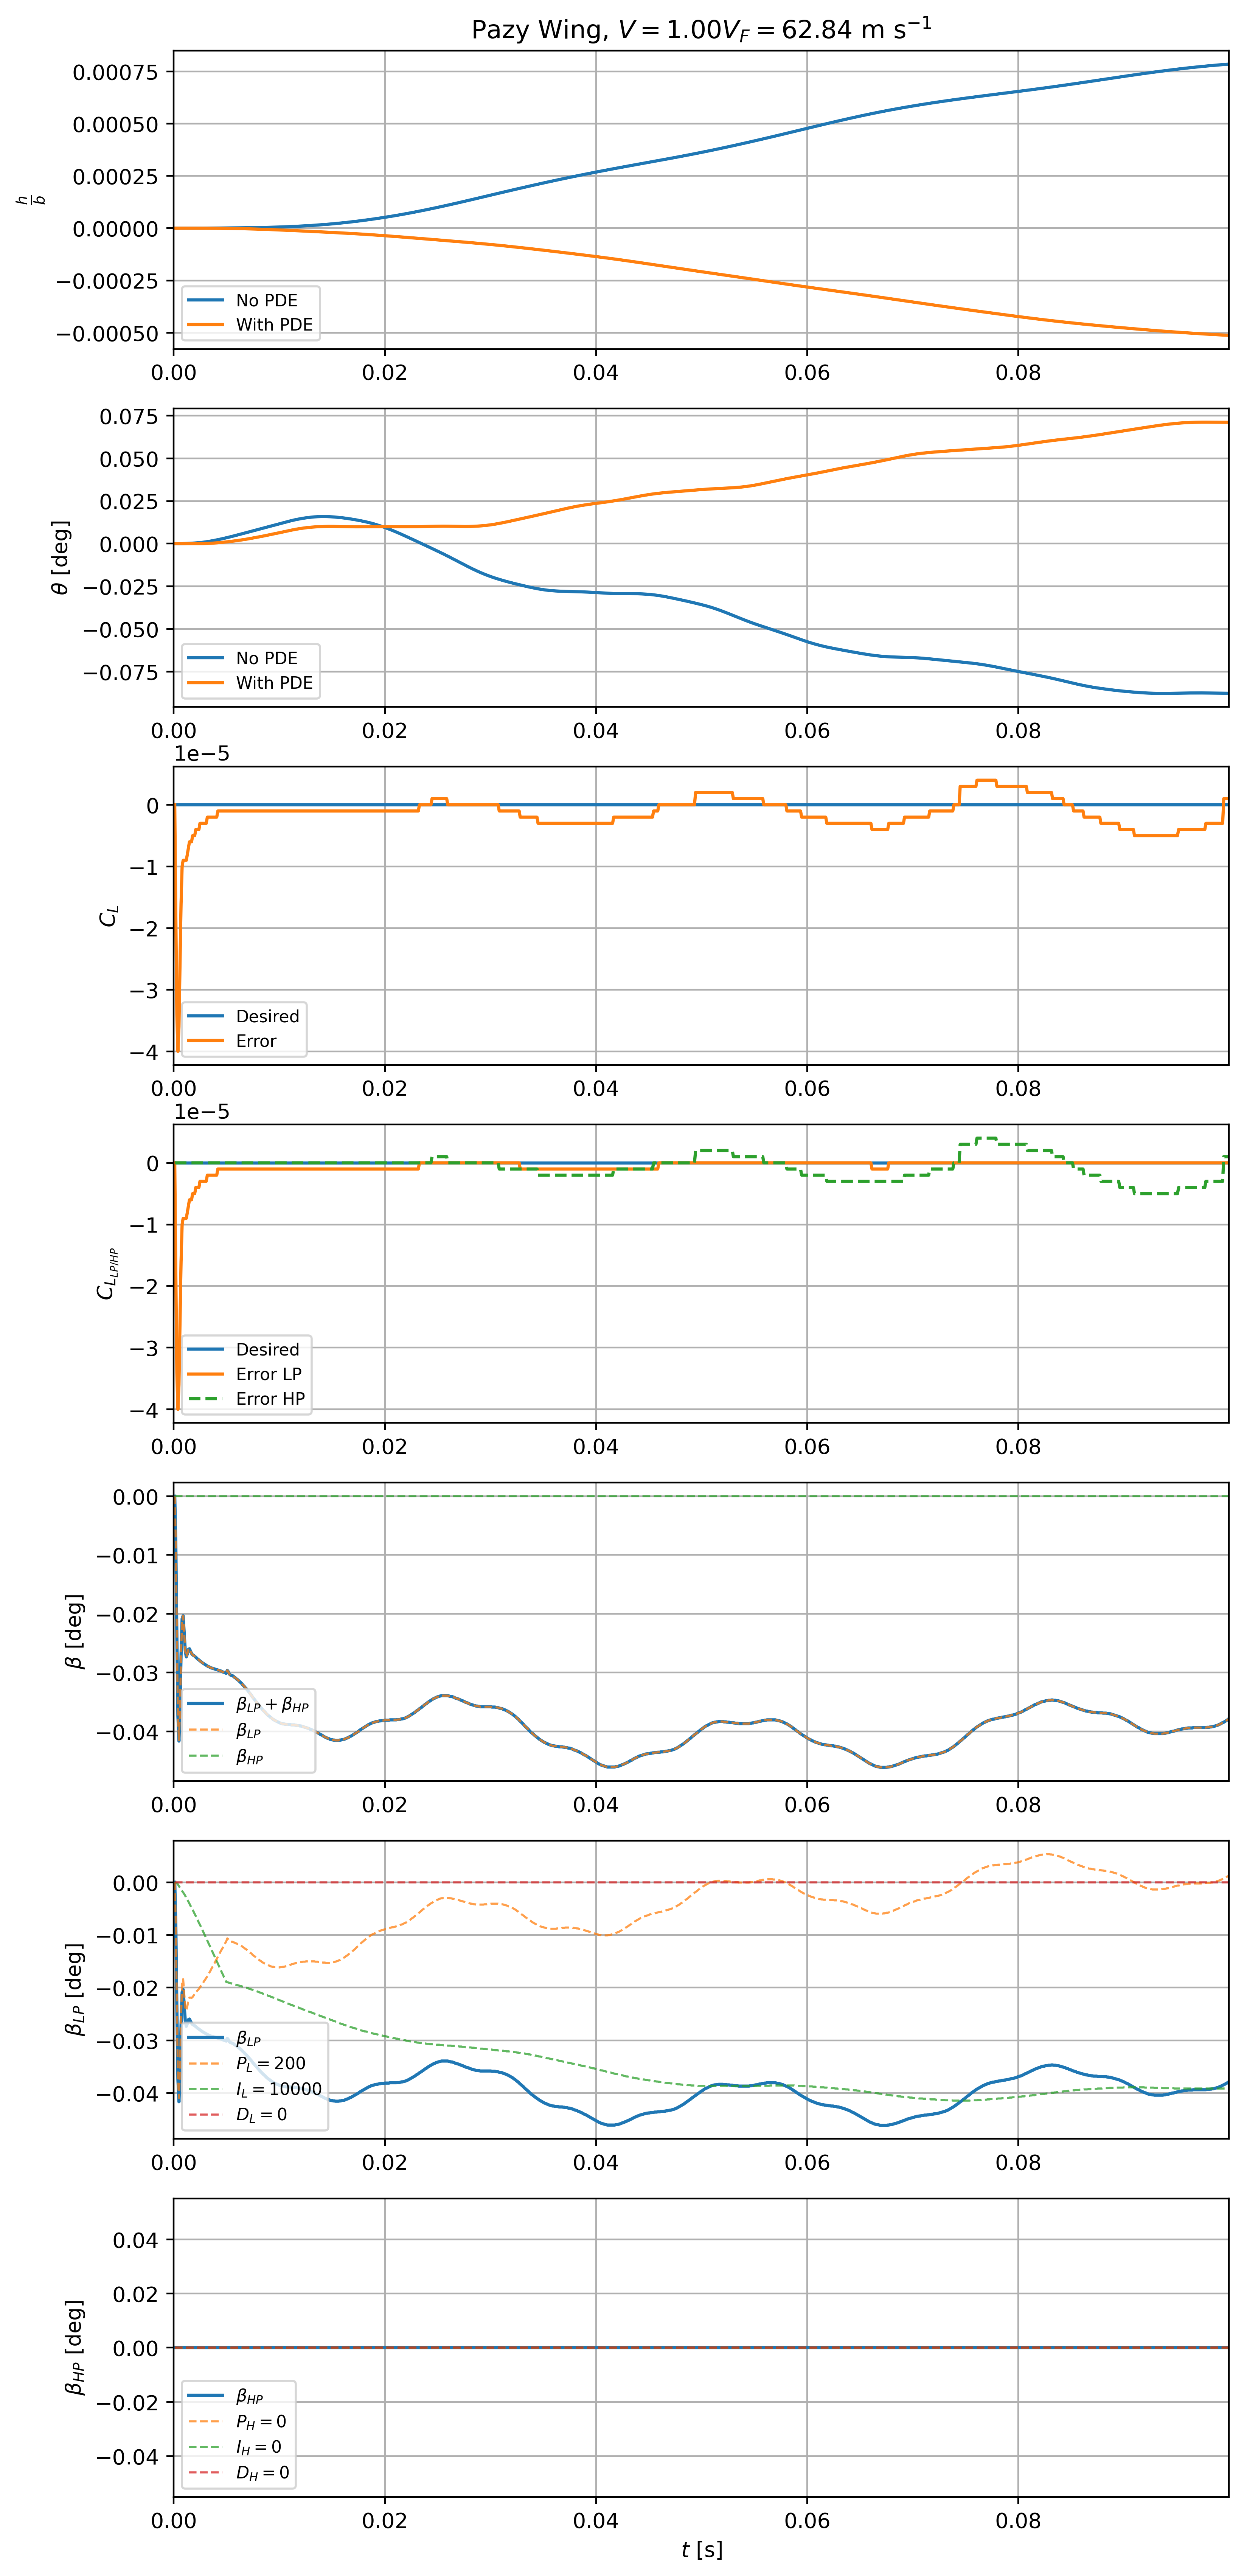 Pazy Wing, V = 1.00V_F = 62.84 m s⁻¹
0.00075
0.00050
0.00025
0.00000
−0.00025
−0.00050
h/b
No PDE
With PDE
0.00 0.02 0.04 0.06 0.08
0.075
0.050
0.025
0.000
−0.025
−0.050
−0.075
θ [deg]
No PDE
With PDE
0.00 0.02 0.04 0.06 0.08
1e−5
0
−1
−2
−3
−4
C_L
Desired
Error
0.00 0.02 0.04 0.06 0.08
1e−5
0
−1
−2
−3
−4
C_{L_{LP/HP}}
Desired
Error LP
Error HP
0.00 0.02 0.04 0.06 0.08
0.00
−0.01
−0.02
−0.03
−0.04
β [deg]
β_LP + β_HP
β_LP
β_HP
0.00 0.02 0.04 0.06 0.08
0.00
−0.01
−0.02
−0.03
−0.04
β_LP [deg]
β_LP
P_L = 200
I_L = 10000
D_L = 0
0.00 0.02 0.04 0.06 0.08
0.04
0.02
0.00
−0.02
−0.04
β_HP [deg]
β_HP
P_H = 0
I_H = 0
D_H = 0
0.00 0.02 0.04 0.06 0.08
t [s]